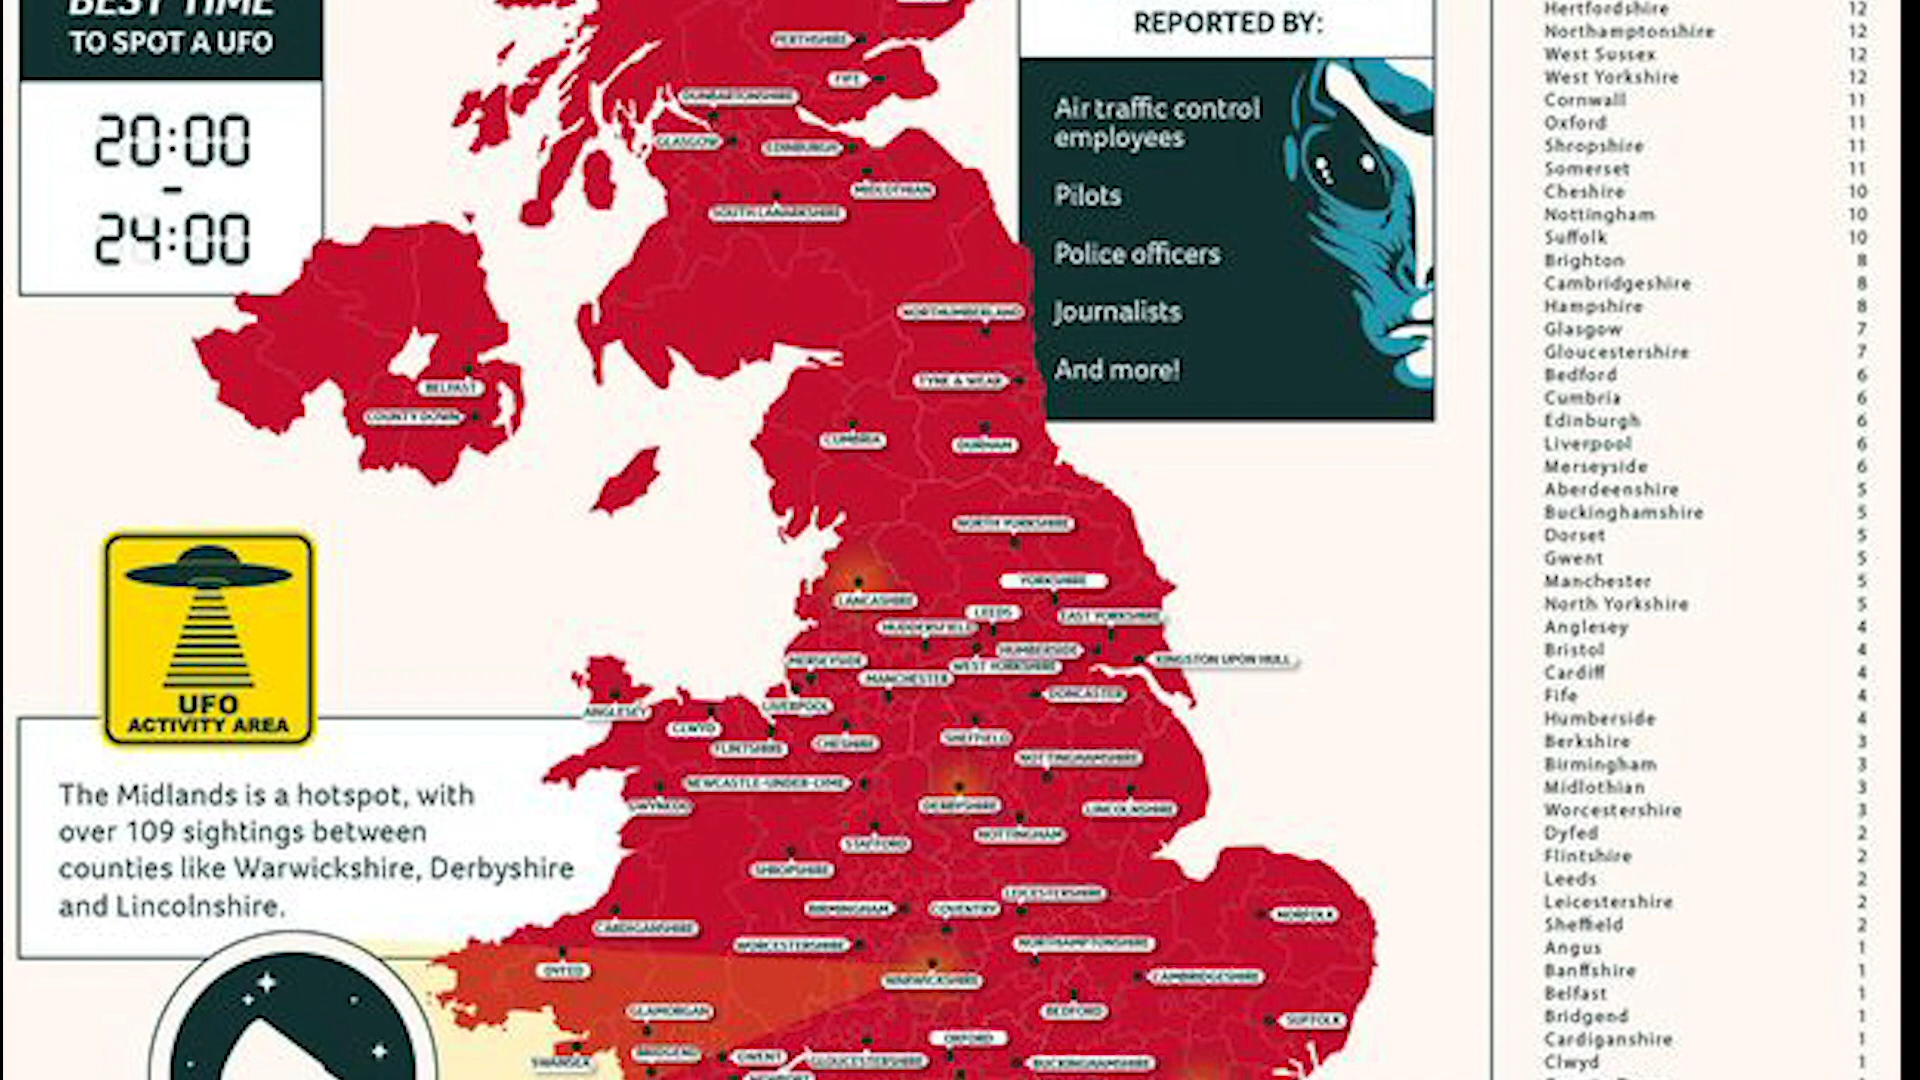 BEST TIME
TO SPOT A UFO
20:00
-
24:00
REPORTED BY:
Air traffic control
employees
Pilots
Police officers
Journalists
And more!
PERTHSHIRE
FIFE
DUNBARTONSHIRE
GLASGOW
EDINBURGH
MIDLOTHIAN
SOUTH LANARKSHIRE
NORTHUMBERLAND
TYNE & WEAR
BELFAST
COUNTY DOWN
CUMBRIA
DURHAM
NORTH YORKSHIRE
YORKSHIRE
LANCASHIRE
LEEDS
EAST YORKSHIRE
HUDDERSFIELD
HUMBERSIDE
MERSEYSIDE
WEST YORKSHIRE
KINGSTON UPON HULL
MANCHESTER
DONCASTER
LIVERPOOL
ANGLESEY
CLWYD
FLINTSHIRE
CHESHIRE
SHEFFIELD
NOTTINGHAMSHIRE
NEWCASTLE-UNDER-LYME
GWYNEDD
DERBYSHIRE
LINCOLNSHIRE
NOTTINGHAM
STAFFORD
SHROPSHIRE
LEICESTERSHIRE
BIRMINGHAM
COVENTRY
NORFOLK
CARDIGANSHIRE
WORCESTERSHIRE
NORTHAMPTONSHIRE
DYFED
WARWICKSHIRE
CAMBRIDGESHIRE
GLAMORGAN
BEDFORD
SUFFOLK
OXFORD
SWANSEA
BRIDGEND
GWENT
GLOUCESTERSHIRE
BUCKINGHAMSHIRE
NEWPORT
UFO
ACTIVITY AREA
The Midlands is a hotspot, with
over 109 sightings between
counties like Warwickshire, Derbyshire
and Lincolnshire.
Hertfordshire 12
Northamptonshire 12
West Sussex 12
West Yorkshire 12
Cornwall 11
Oxford 11
Shropshire 11
Somerset 11
Cheshire 10
Nottingham 10
Suffolk 10
Brighton 8
Cambridgeshire 8
Hampshire 8
Glasgow 7
Gloucestershire 7
Bedford 6
Cumbria 6
Edinburgh 6
Liverpool 6
Merseyside 6
Aberdeenshire 5
Buckinghamshire 5
Dorset 5
Gwent 5
Manchester 5
North Yorkshire 5
Anglesey 4
Bristol 4
Cardiff 4
Fife 4
Humberside 4
Berkshire 3
Birmingham 3
Midlothian 3
Worcestershire 3
Dyfed 2
Flintshire 2
Leeds 2
Leicestershire 2
Sheffield 2
Angus 1
Banffshire 1
Belfast 1
Bridgend 1
Cardiganshire 1
Clwyd 1